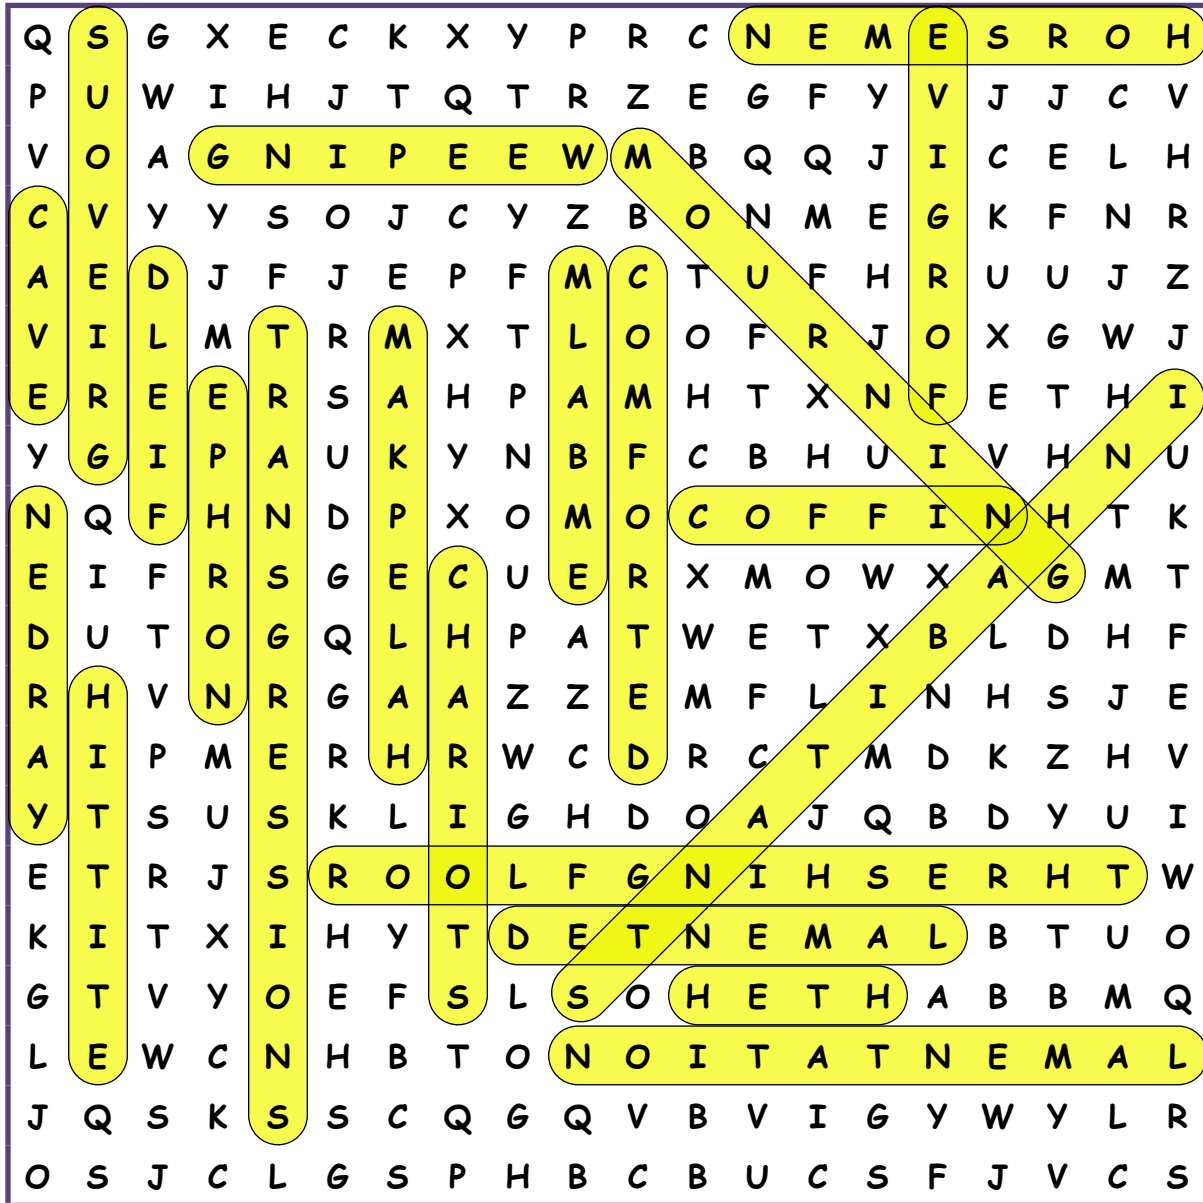 Q S G X E C K X Y P R C N E M E S R O H
P U W I H J T Q T R Z E G F Y V J J C V
V O A G N I P E E W M B Q Q J I C E L H
C V Y Y S O J C Y Z B O N M E G K F N R
A E D J F J E P F M C T U F H R U U J Z
V I L M T R M X T L O O F R J O X G W J
E R E E R S A H P A M H T X N F E T H I
Y G I P A U K Y N B F C B H U I V H N U
N Q F H N D P X O M O C O F F I N H T K
E I F R S G E C U E R X M O W X A G M T
D U T O G Q L H P A T W E T X B L D H F
R H V N R G A A Z Z E M F L I N H S J E
A I P M E R H R W C D R C T M D K Z H V
Y T S U S K L I G H D O A J Q B D Y U I
E T R J S R O O L F G N I H S E R H T W
K I T X I H Y T D E T N E M A L B T U O
G T V Y O E F S L S O H E T H A B B M Q
L E W C N H B T O N O I T A T N E M A L
J Q S K S S C Q G Q V B V I G Y W Y L R
O S J C L G S P H B C B U C S F J V C S